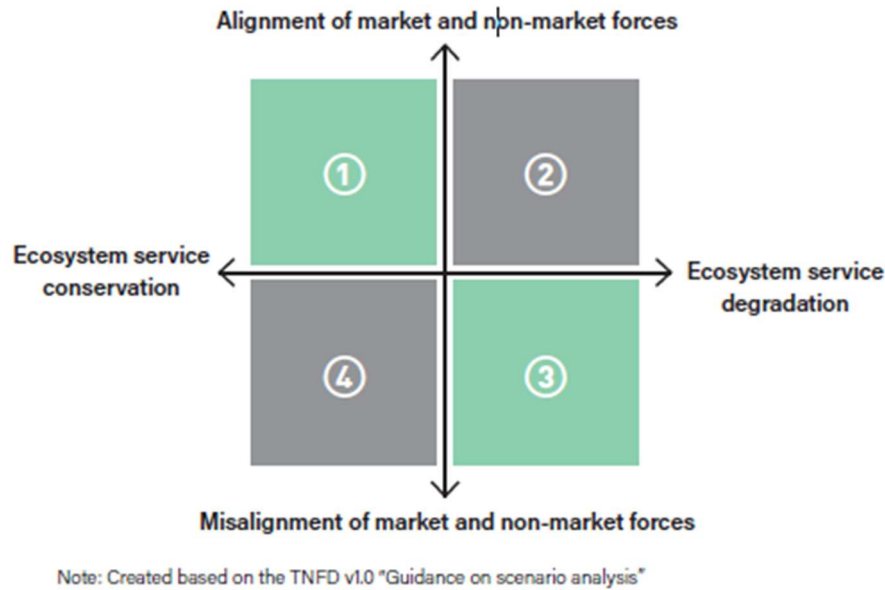 Alignment of market and non-market forces
①
②
Ecosystem service
conservation
Ecosystem service
degradation
④
③
Misalignment of market and non-market forces
Note: Created based on the TNFD v1.0 "Guidance on scenario analysis"